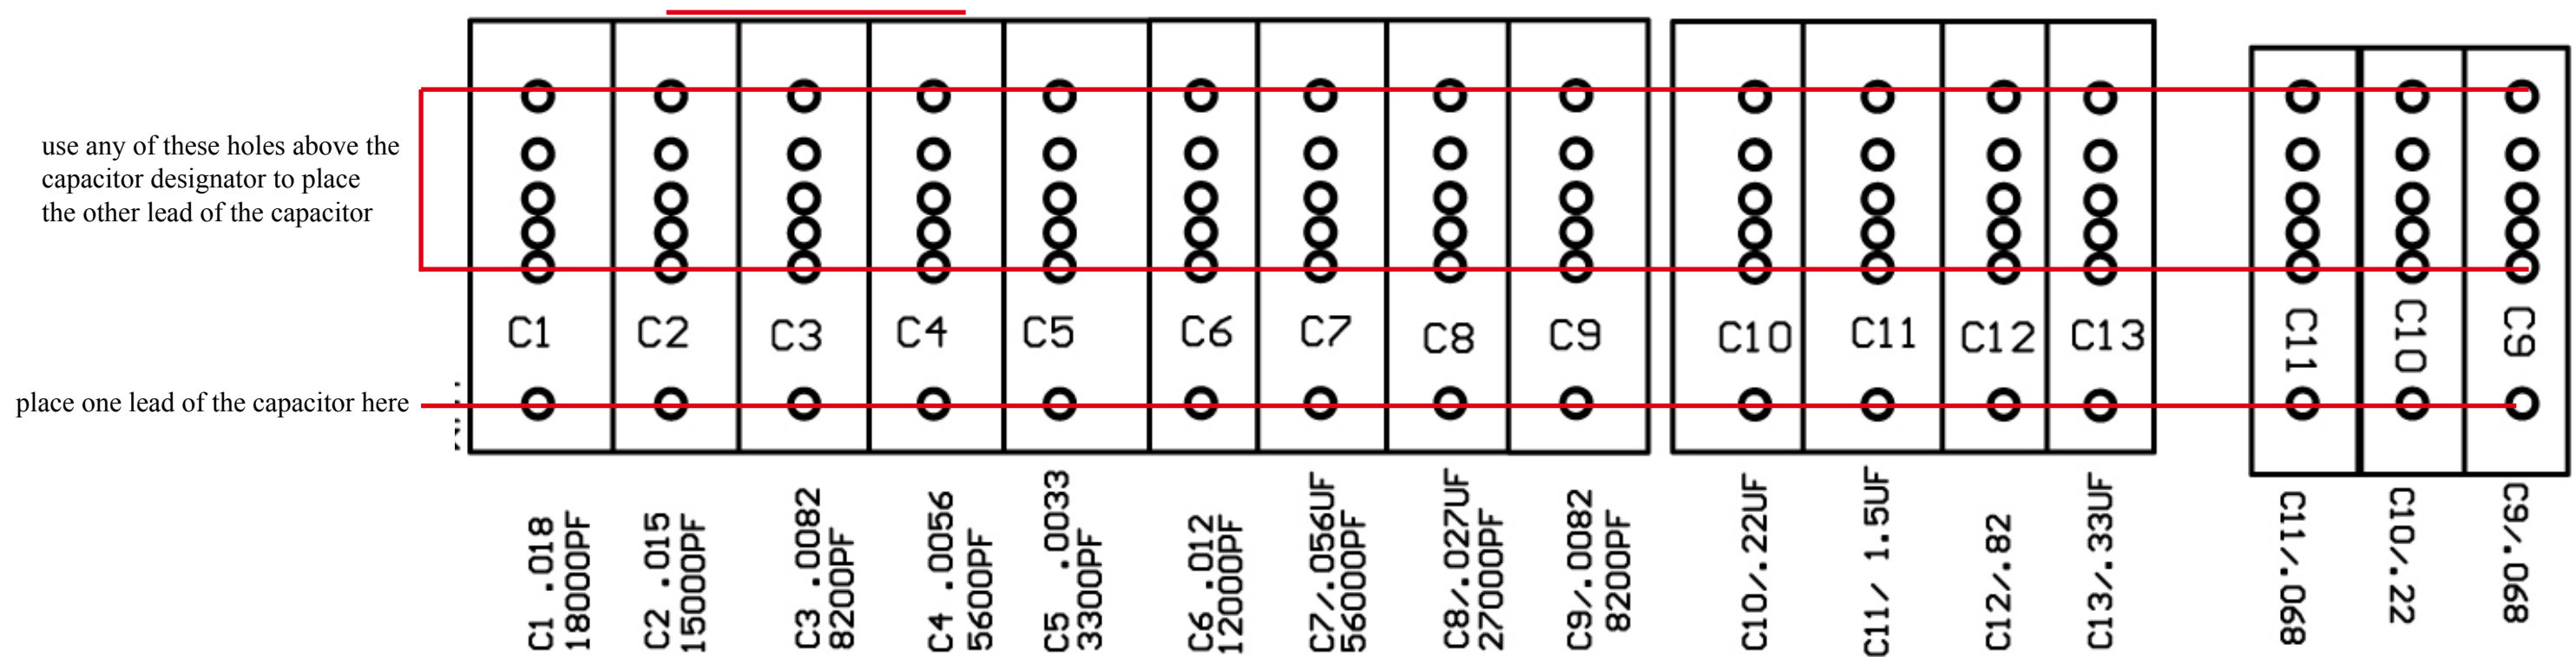 use any of these holes above the
capacitor designator to place
the other lead of the capacitor
place one lead of the capacitor here
C1
C2
C3
C4
C5
C6
C7
C8
C9
C10
C11
C12
C13
C11
C10
C9
C1 .018
18000PF
C2 .015
15000PF
C3 .0082
8200PF
C4 .0056
5600PF
C5 .0033
3300PF
C6 .012
12000PF
C7/.056UF
56000PF
C8/.027UF
27000PF
C9/.0082
8200PF
C10/.22UF
C11/ 1.5UF
C12/.82
C13/.33UF
C11/.068
C10/.22
C9/.068